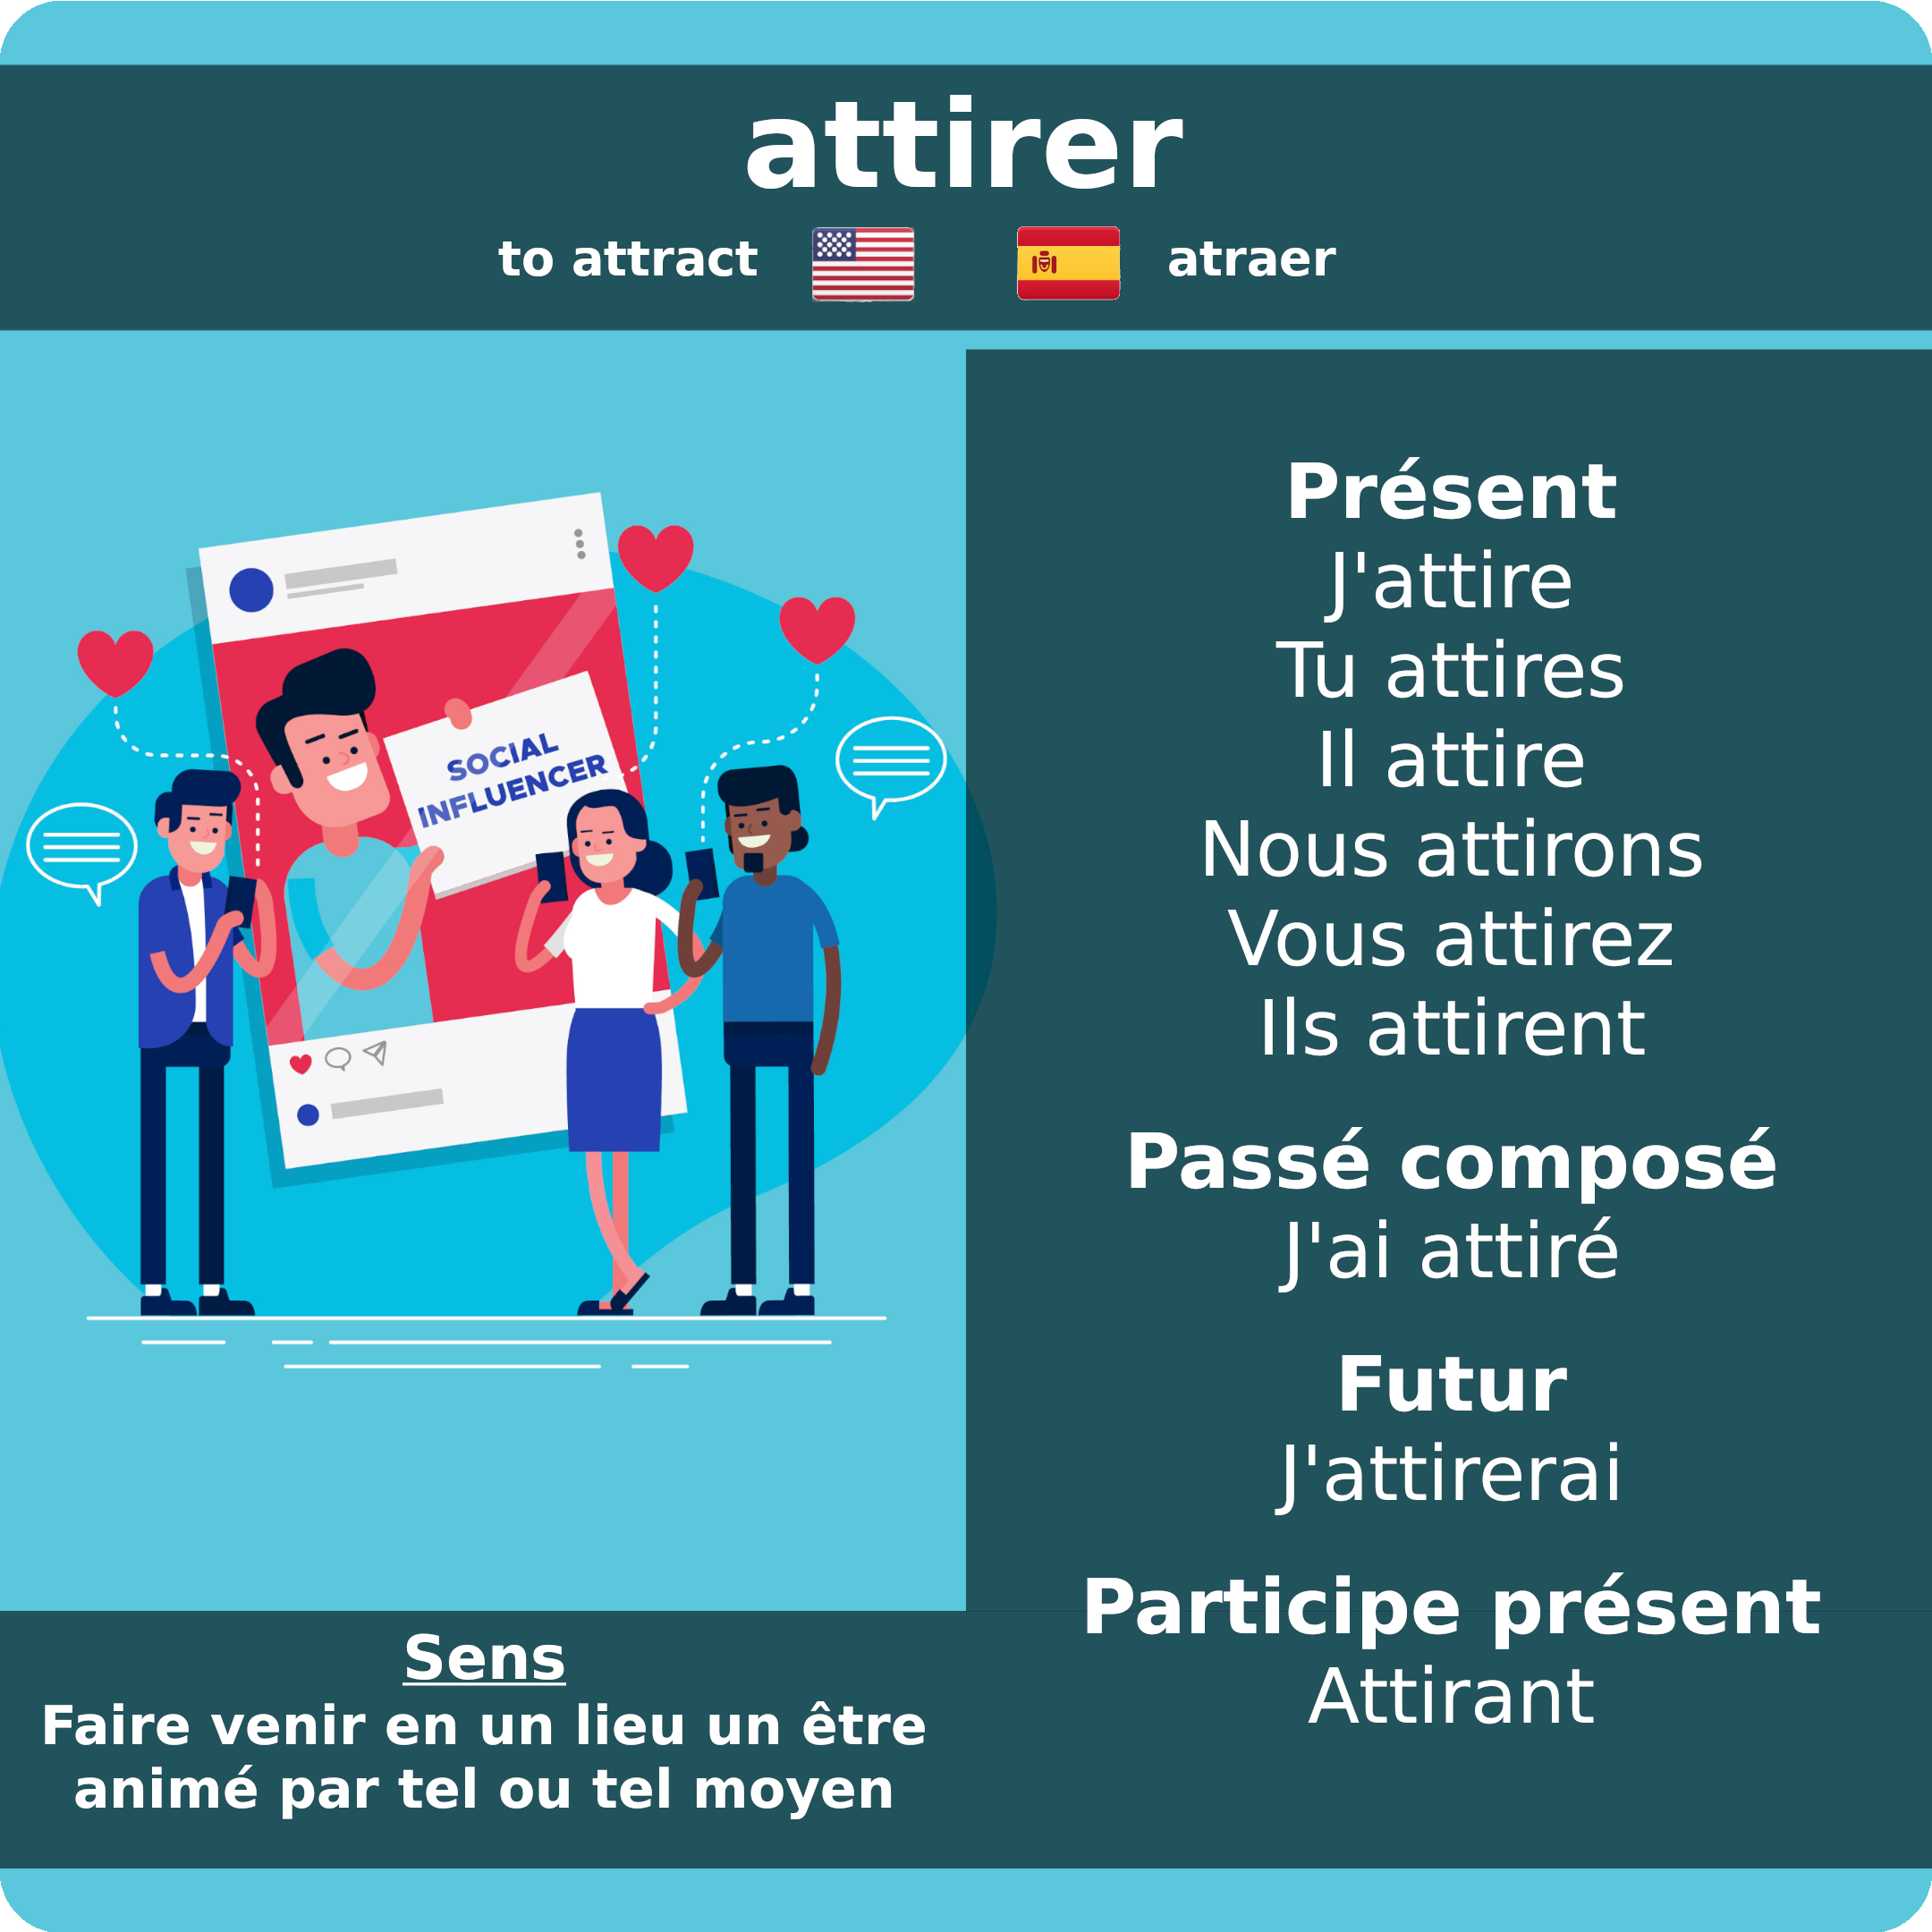 attirer
to attract
atraer
SOCIAL
INFLUENCER
Présent
J'attire
Tu attires
Il attire
Nous attirons
Vous attirez
Ils attirent
Passé composé
J'ai attiré
Futur
J'attirerai
Participe présent
Attirant
Sens
Faire venir en un lieu un être
animé par tel ou tel moyen